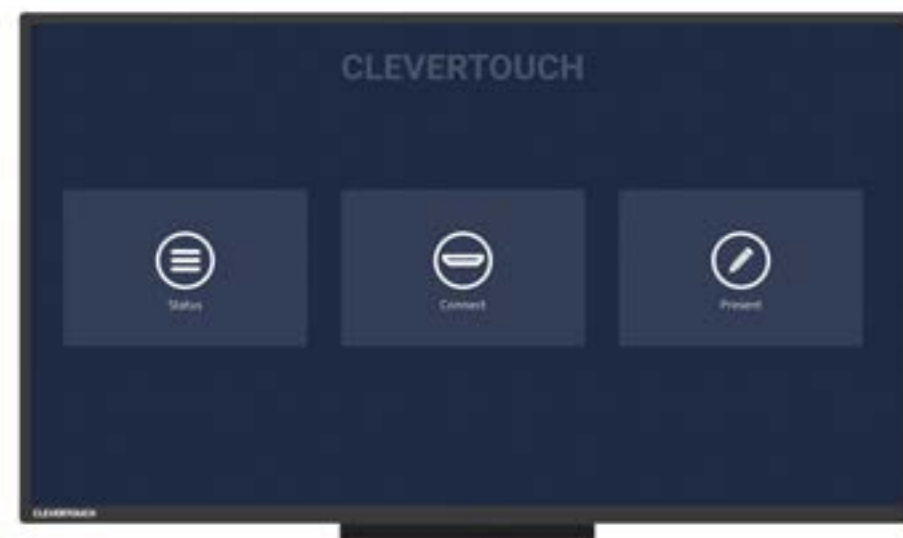 CLEVERTOUCH
Status
Connect
Present
CLEVERTOUCH